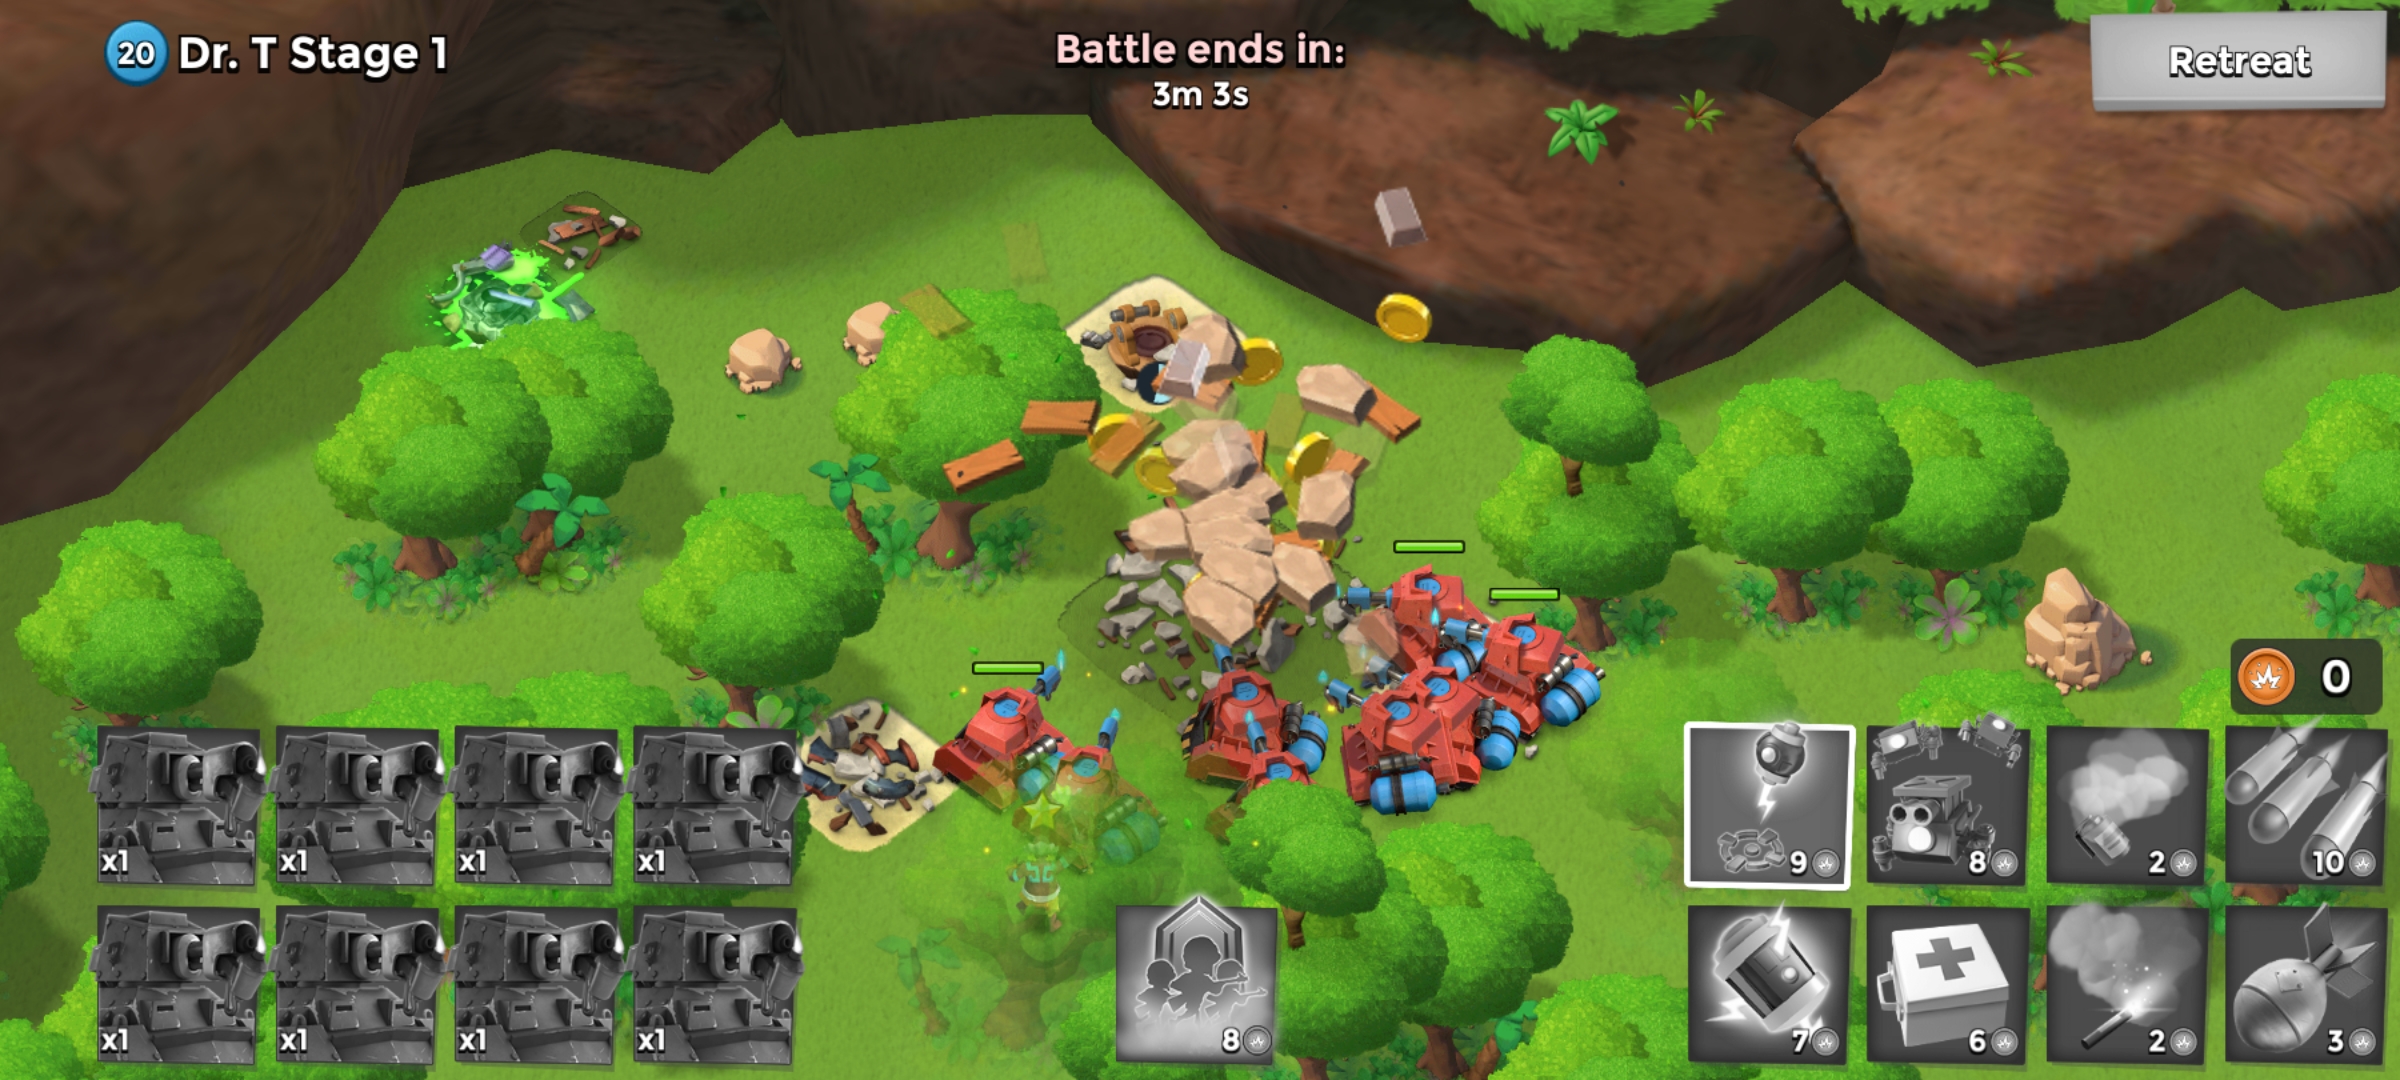 20 Dr. T Stage 1
Battle ends in:
3m 3s
Retreat
0
x1 x1 x1 x1
9 8 2 10
x1 x1 x1 x1
8
7 6 2 3